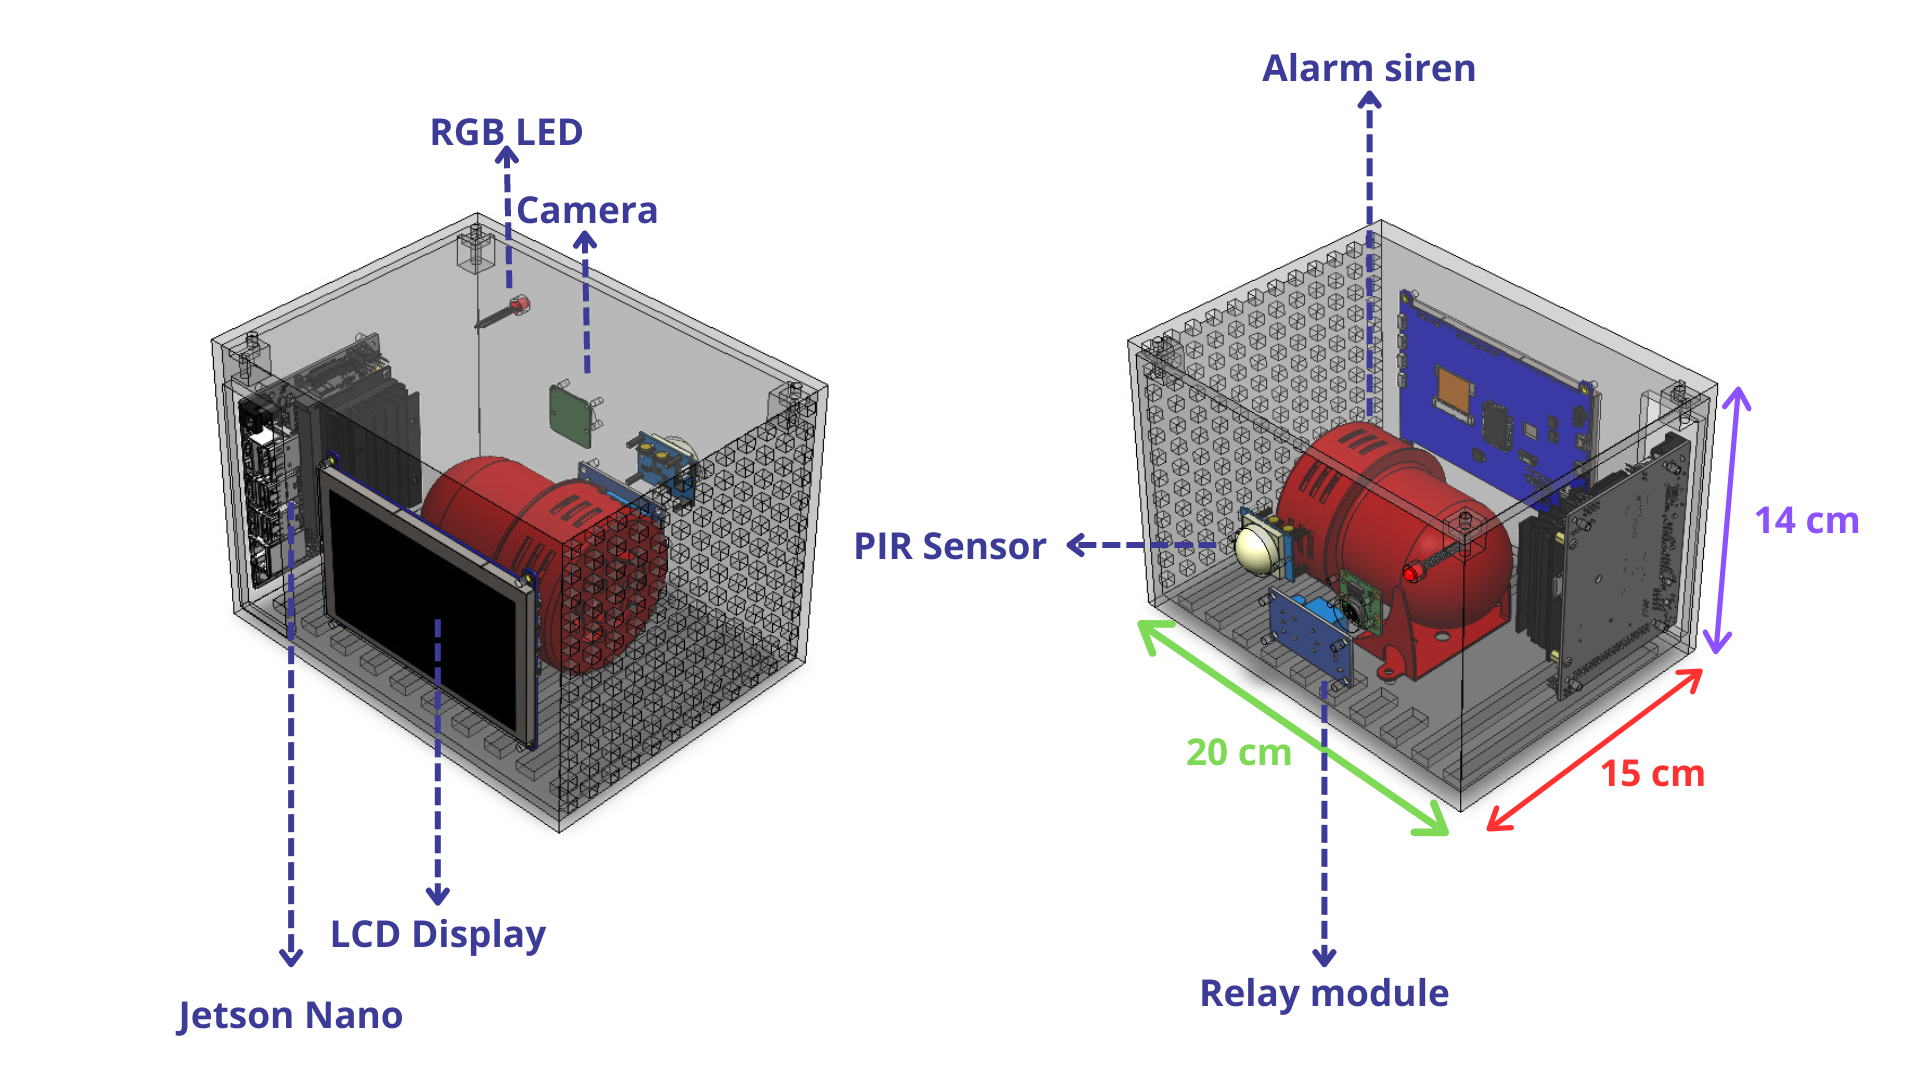 RGB LED
Camera
LCD Display
Jetson Nano
Alarm siren
PIR Sensor
14 cm
20 cm
15 cm
Relay module